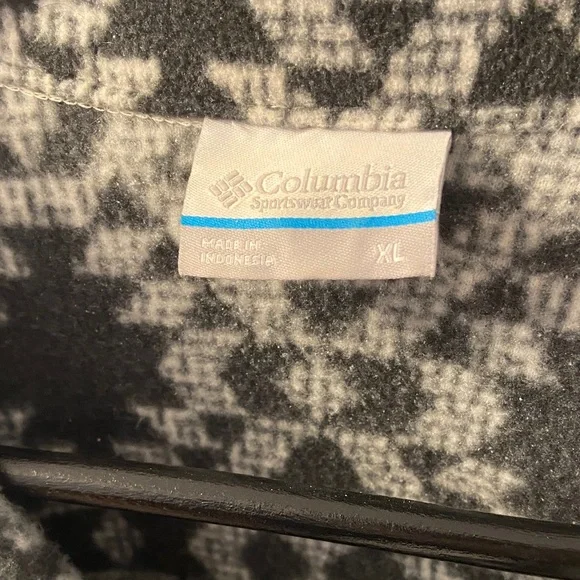 Columbia
Sportswear Company
MADE IN
INDONESIA
XL